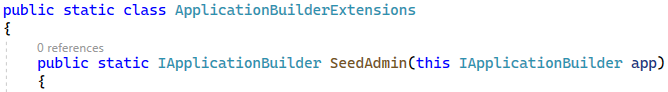 public static class ApplicationBuilderExtensions
{
0 references
public static IApplicationBuilder SeedAdmin(this IApplicationBuilder app)
{